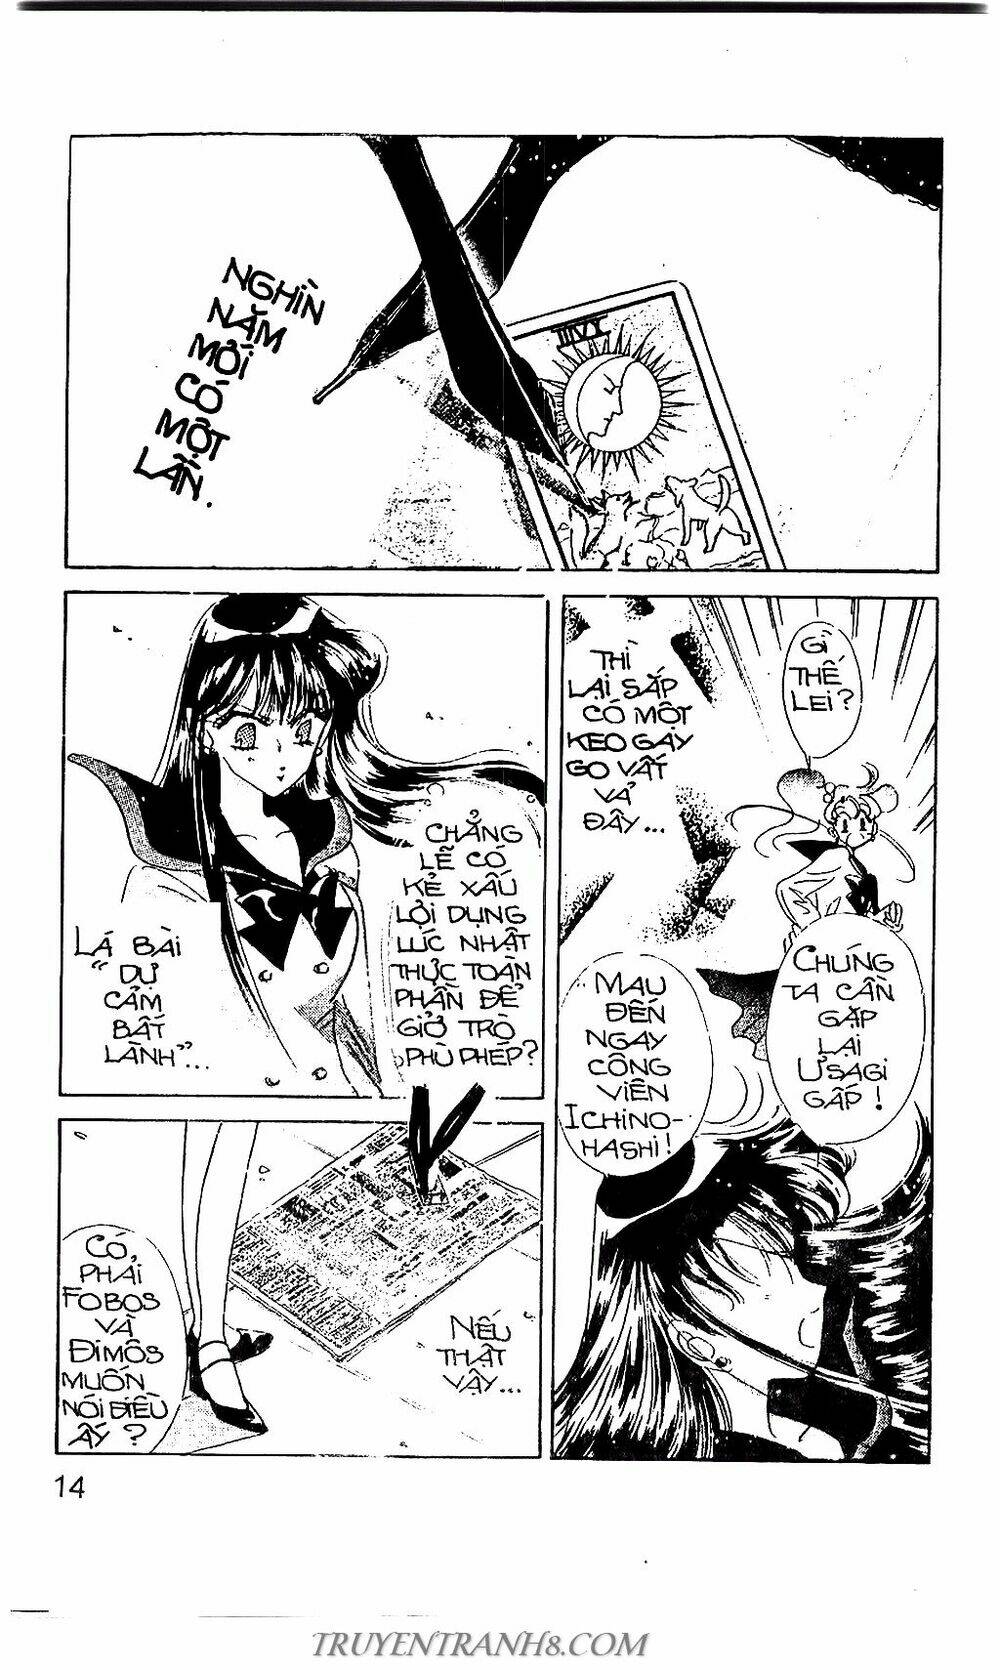 NGHÌN
NĂM
MỚI
CÓ
MỘT
LẦN.
XVIII
LÁ BÀI
"DỰ
CẢM
BẤT
LÀNH"...
CHẲNG
LẼ CÓ
KẺ XẤU
LỢI DỤNG
LÚC NHẬT
THỰC TOÀN
PHẦN ĐỂ
GIỞ TRÒ
PHÙ PHÉP?
CÓ,
PHẢI
FOBOS
VÀ
ĐIMÔS
MUỐN
NÓI ĐIỀU
ẤY?
NẾU
THẬT
VẬY...
THÌ
LẠI SẮP
CÓ MỘT
KEO GAY
GO VẤT
VẢ
ĐÂY...
GÌ
THẾ
LEI?
CHÚNG
TA CẦN
GẶP
LẠI
USAGI
GẤP!
MAU
ĐẾN
NGAY
CÔNG
VIÊN
ICHINO-
HASHI!
14
TRUYENTRANH8.COM